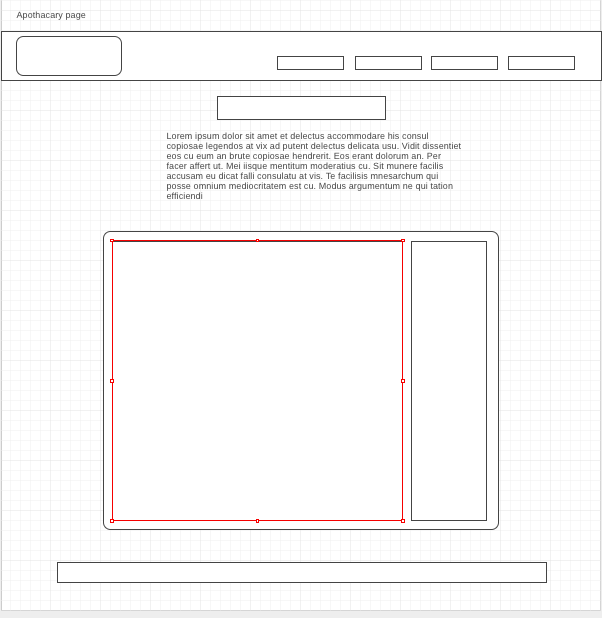 Apothacary page
Lorem ipsum dolor sit amet et delectus accommodare his consul
copiosae legendos at vix ad putent delectus delicata usu. Vidit dissentiet
eos cu eum an brute copiosae hendrerit. Eos erant dolorum an. Per
facer affert ut. Mei iisque mentitum moderatius cu. Sit munere facilis
accusam eu dicat falli consulatu at vis. Te facilisis mnesarchum qui
posse omnium mediocritatem est cu. Modus argumentum ne qui tation
efficiendi